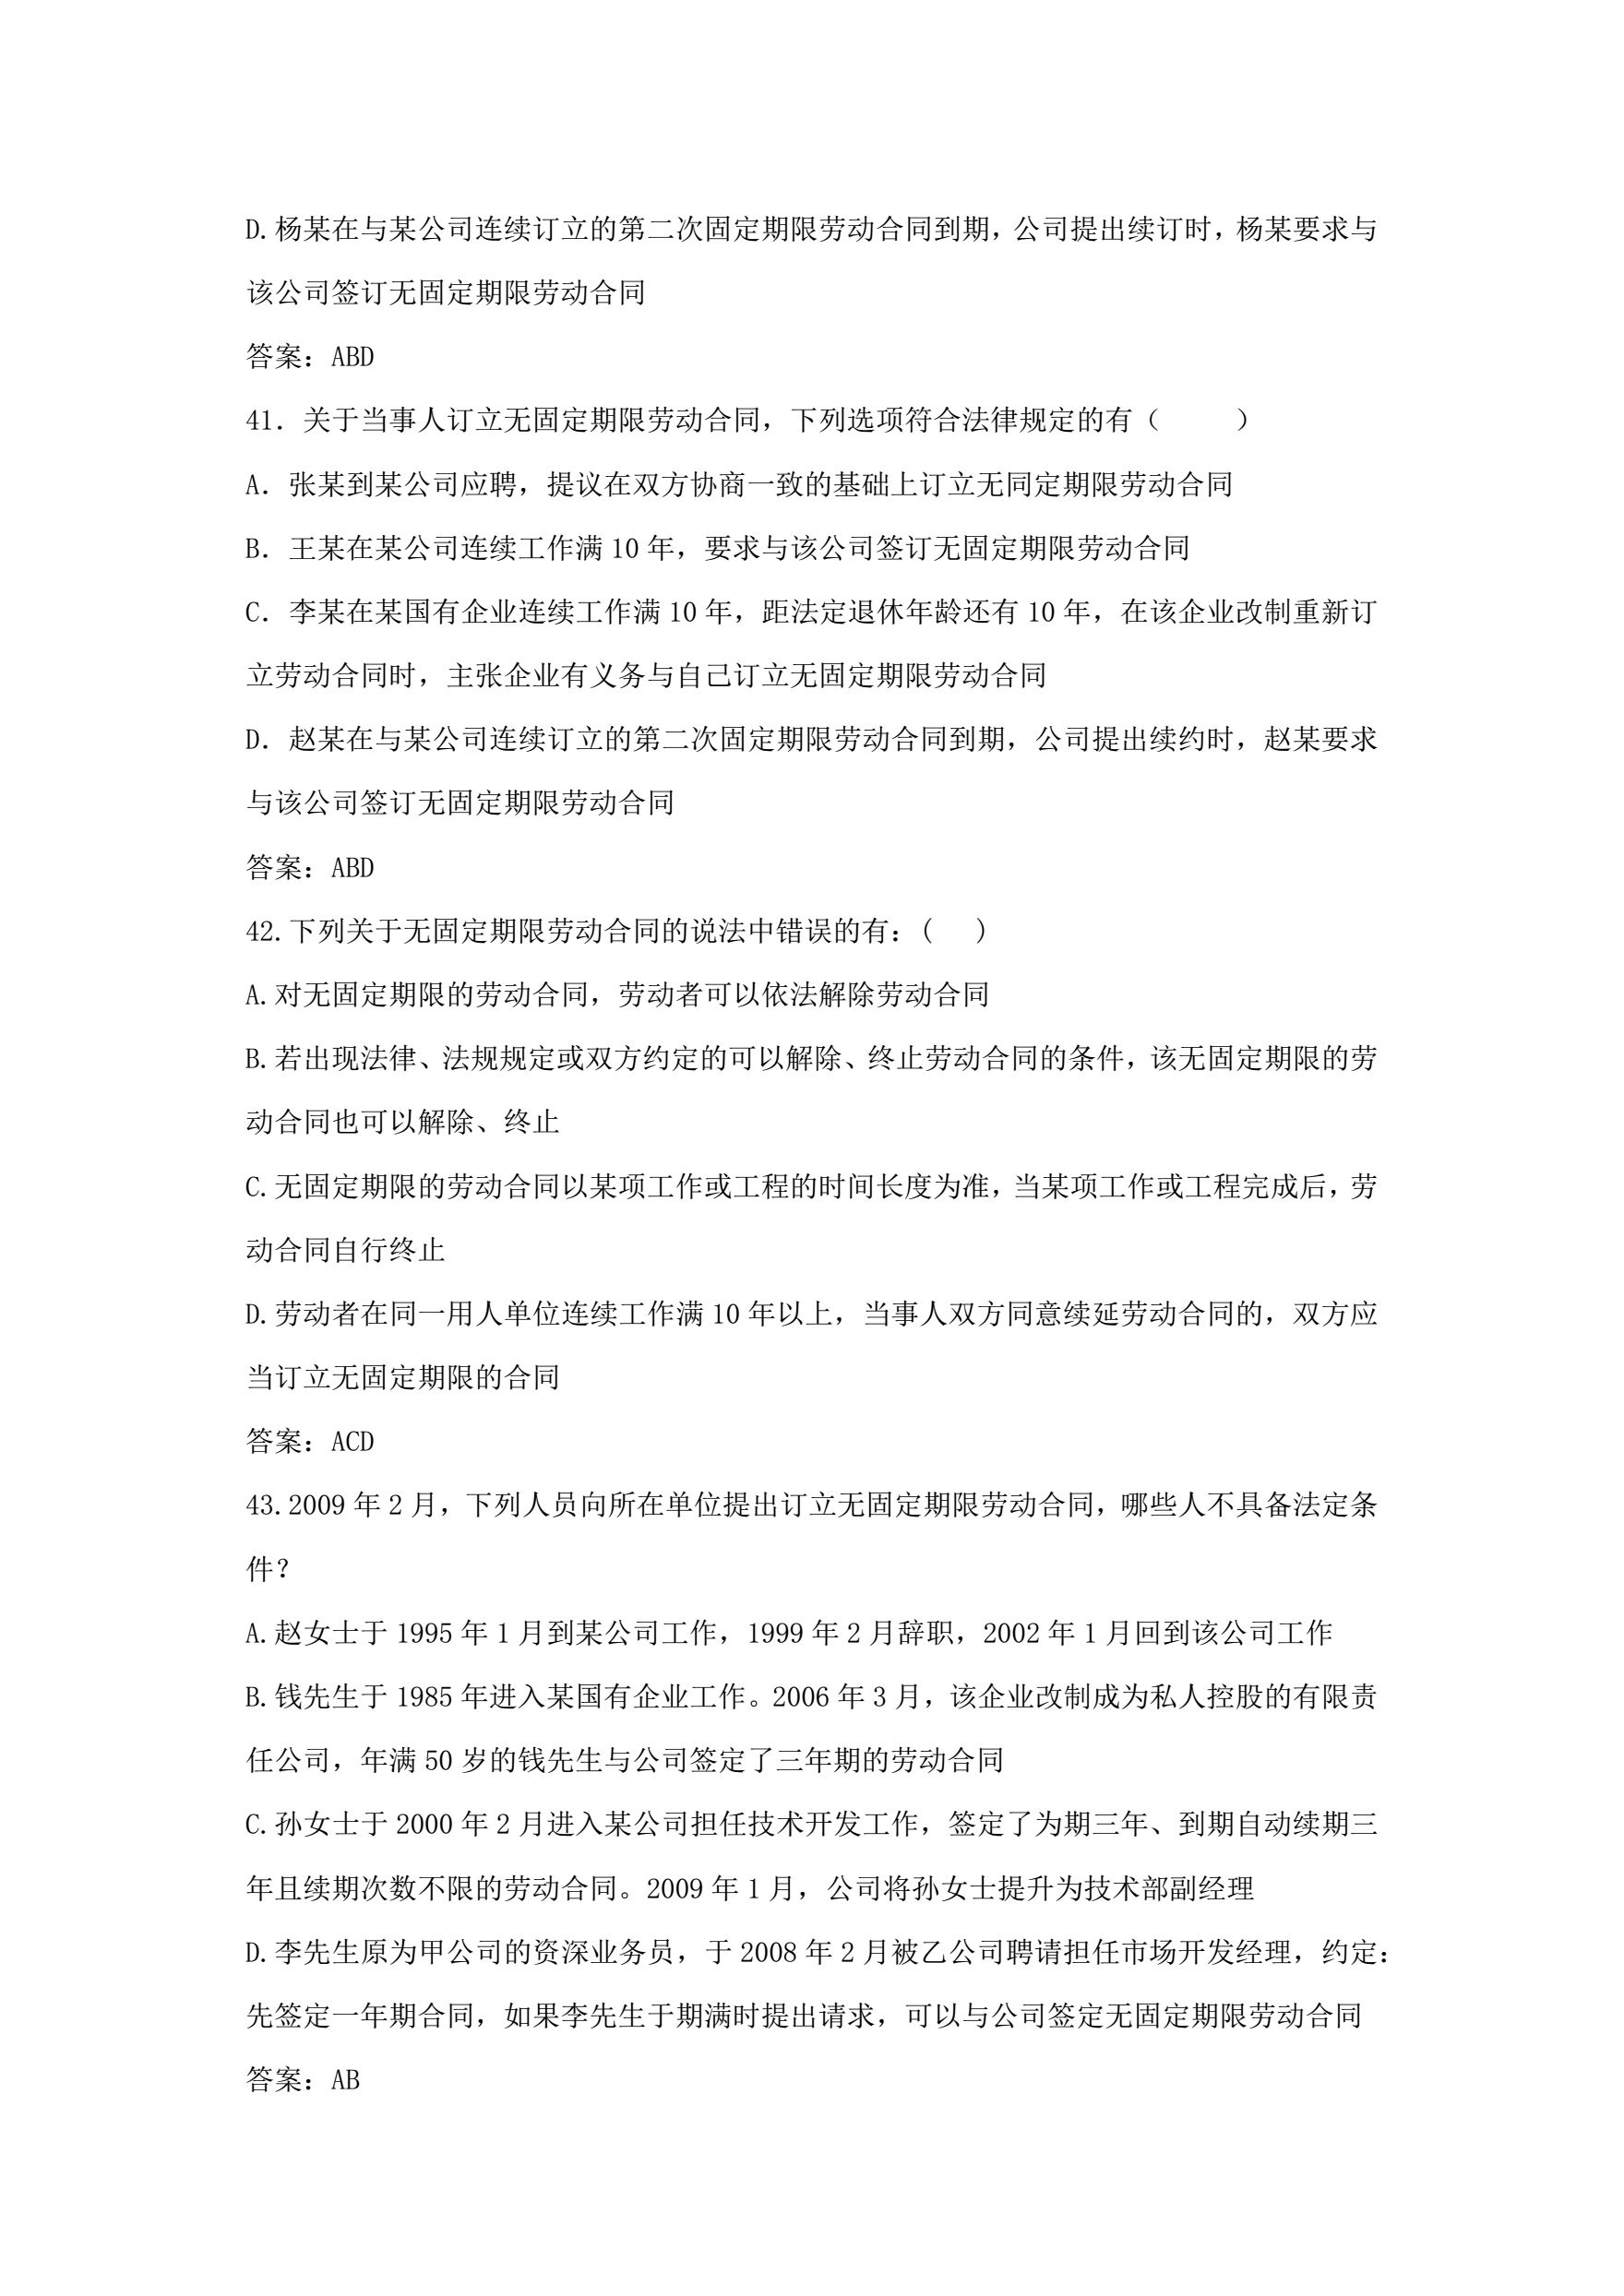 D.杨某在与某公司连续订立的第二次固定期限劳动合同到期，公司提出续订时，杨某要求与
该公司签订无固定期限劳动合同
答案：ABD
41．关于当事人订立无固定期限劳动合同，下列选项符合法律规定的有（　　）
A．张某到某公司应聘，提议在双方协商一致的基础上订立无同定期限劳动合同
B．王某在某公司连续工作满 10 年，要求与该公司签订无固定期限劳动合同
C．李某在某国有企业连续工作满 10 年，距法定退休年龄还有 10 年，在该企业改制重新订
立劳动合同时，主张企业有义务与自己订立无固定期限劳动合同
D．赵某在与某公司连续订立的第二次固定期限劳动合同到期，公司提出续约时，赵某要求
与该公司签订无固定期限劳动合同
答案：ABD
42.下列关于无固定期限劳动合同的说法中错误的有：(　 )
A.对无固定期限的劳动合同，劳动者可以依法解除劳动合同
B.若出现法律、法规规定或双方约定的可以解除、终止劳动合同的条件，该无固定期限的劳
动合同也可以解除、终止
C.无固定期限的劳动合同以某项工作或工程的时间长度为准，当某项工作或工程完成后，劳
动合同自行终止
D.劳动者在同一用人单位连续工作满 10 年以上，当事人双方同意续延劳动合同的，双方应
当订立无固定期限的合同
答案：ACD
43.2009 年 2 月，下列人员向所在单位提出订立无固定期限劳动合同，哪些人不具备法定条
件？
A.赵女士于 1995 年 1 月到某公司工作，1999 年 2 月辞职，2002 年 1 月回到该公司工作
B.钱先生于 1985 年进入某国有企业工作。2006 年 3 月，该企业改制成为私人控股的有限责
任公司，年满 50 岁的钱先生与公司签定了三年期的劳动合同
C.孙女士于 2000 年 2 月进入某公司担任技术开发工作，签定了为期三年、到期自动续期三
年且续期次数不限的劳动合同。2009 年 1 月，公司将孙女士提升为技术部副经理
D.李先生原为甲公司的资深业务员，于 2008 年 2 月被乙公司聘请担任市场开发经理，约定：
先签定一年期合同，如果李先生于期满时提出请求，可以与公司签定无固定期限劳动合同
答案：AB